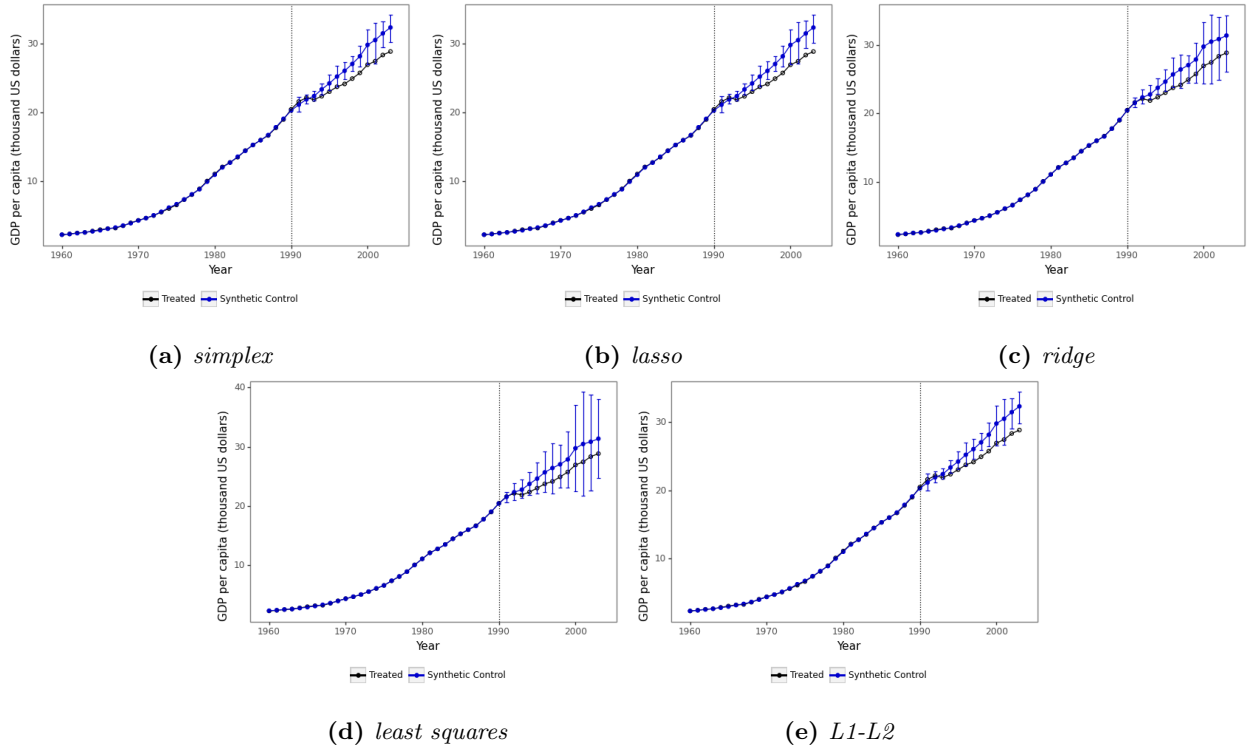 GDP per capita (thousand US dollars)
30
20
10
1960 1970 1980 1990 2000
Year
Treated Synthetic Control
(a) simplex
GDP per capita (thousand US dollars)
30
20
10
1960 1970 1980 1990 2000
Year
Treated Synthetic Control
(b) lasso
GDP per capita (thousand US dollars)
30
20
10
1960 1970 1980 1990 2000
Year
Treated Synthetic Control
(c) ridge
GDP per capita (thousand US dollars)
40
30
20
10
1960 1970 1980 1990 2000
Year
Treated Synthetic Control
(d) least squares
GDP per capita (thousand US dollars)
30
20
10
1960 1970 1980 1990 2000
Year
Treated Synthetic Control
(e) L1-L2